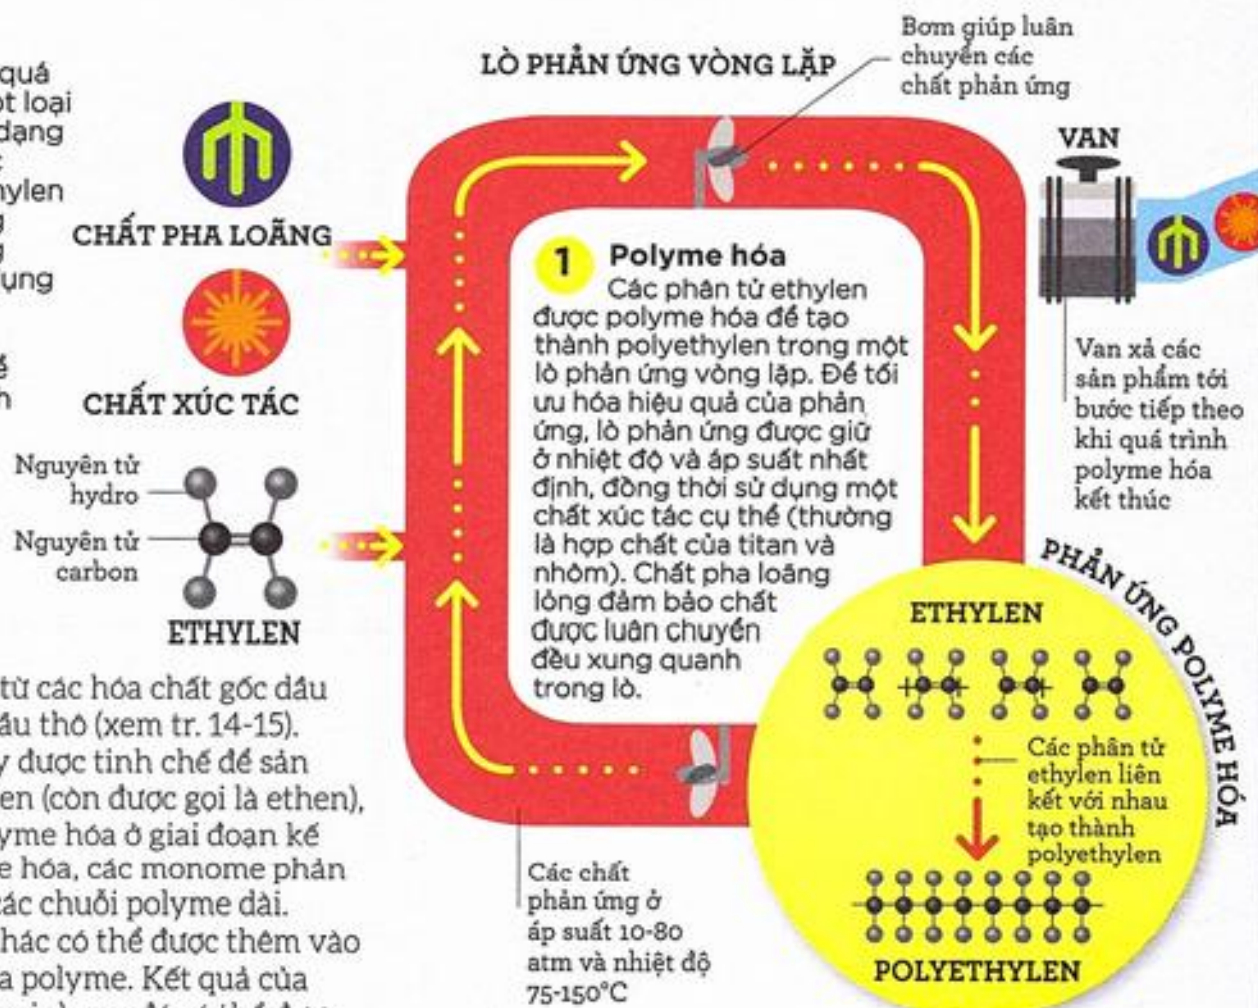 quá
loại
dạng
CHẤT PHA LOÃNG
CHẤT XÚC TÁC
Nguyên tử
hydro
Nguyên tử
carbon
ETHYLEN
từ các hóa chất gốc dầu
thô (xem tr. 14-15).
được tinh chế để sản
(còn được gọi là ethen),
hóa ở giai đoạn kế
hóa, các monome phản
các chuỗi polyme dài.
có thể được thêm vào
polyme. Kết quả của
LÒ PHẢN ỨNG VÒNG LẶP
Bơm giúp luân
chuyển các
chất phản ứng
1 Polyme hóa
Các phân tử ethylen
được polyme hóa để tạo
thành polyethylen trong một
lò phản ứng vòng lặp. Để tối
ưu hóa hiệu quả của phản
ứng, lò phản ứng được giữ
ở nhiệt độ và áp suất nhất
định, đồng thời sử dụng một
chất xúc tác cụ thể (thường
là hợp chất của titan và
nhôm). Chất pha loãng
lỏng đảm bảo chất
được luân chuyển
đều xung quanh
trong lò.
Các chất
phản ứng ở
áp suất 10-80
atm và nhiệt độ
75-150°C
VAN
Van xả các
sản phẩm tới
bước tiếp theo
khi quá trình
polyme hóa
kết thúc
PHẢN ỨNG POLYME HÓA
ETHYLEN
Các phân tử
ethylen liên
kết với nhau
tạo thành
polyethylen
POLYETHYLEN